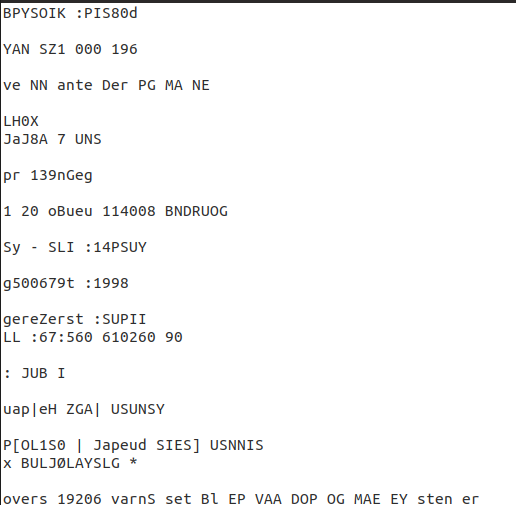 BPYSOIK :PIS80d
YAN SZ1 000 196
ve NN ante Der PG MA NE
LH0X
JaJ8A 7 UNS
pr 139nGeg
1 20 oBueu 114008 BNDRUOG
Sy - SLI :14PSUY
g500679t :1998
gereZerst :SUPII
LL :67:560 610260 90
: JUB I
uap|eH ZGA| USUNSY
P[OL1S0 | Japeud SIES] USNNIS
x BULJØLAYSLG *
overs 19206 varnS set Bl EP VAA DOP OG MAE EY sten er